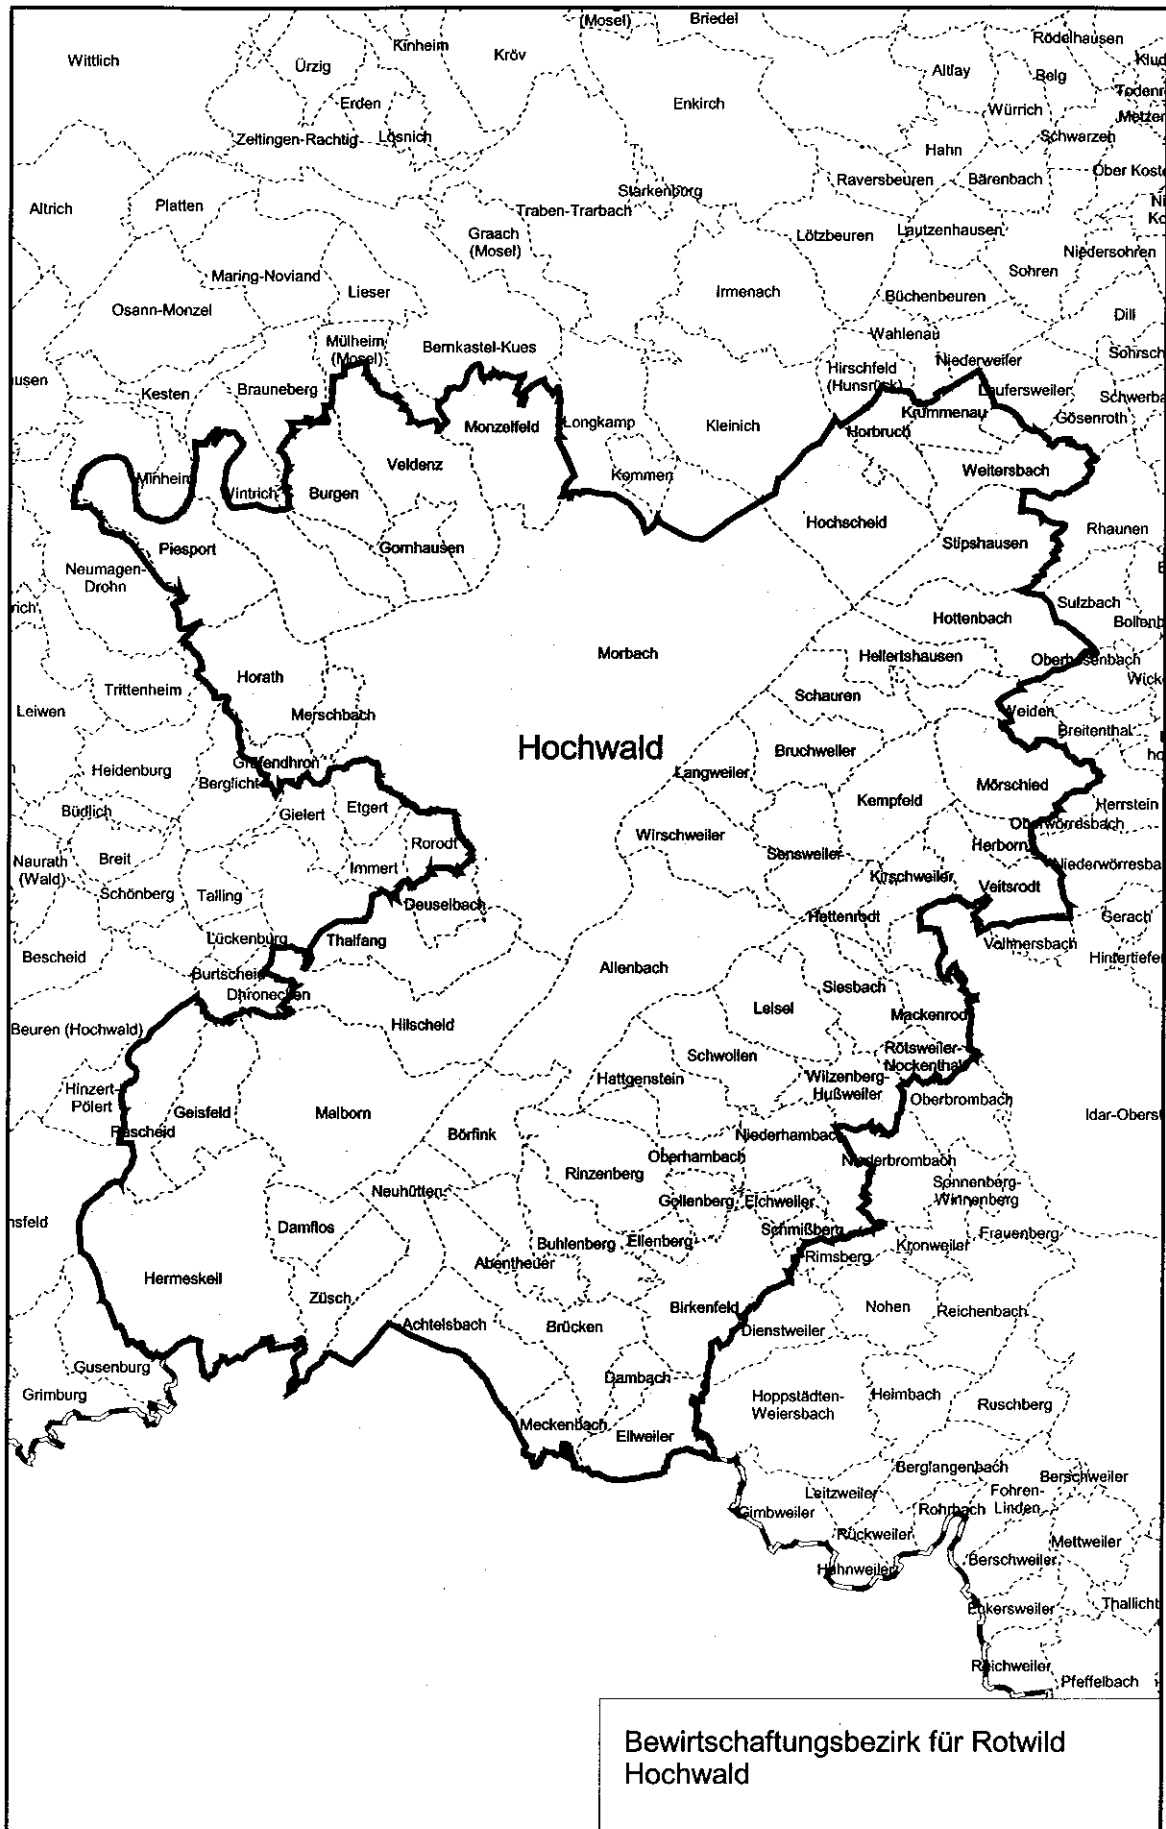 (Mosel)
Briedel
Rödelhausen
Wittlich
Ürzig
Kinheim
Kröv
Altlay
Belg
Erden
Enkirch
Würrich
Zeltingen-Rachtig
Lösnich
Schwarzen
Hahn
Raversbeuren
Bärenbach
Altrich
Platten
Starkenburg
Traben-Trarbach
Graach
(Mosel)
Lötzbeuren
Lautzenhausen
Niedersohren
Maring-Noviand
Sohren
Lieser
Irmenach
Büchenbeuren
Osann-Monzel
Dill
Mülheim
(Mosel)
Bernkastel-Kues
Wahlenau
Niederweiler
Hirschfeld
(Hunsrück)
Laufersweiler
Kesten
Brauneberg
Krummenau
Gösenroth
Monzelfeld
Longkamp
Kleinich
Horbruch
Minheim
Wintrich
Burgen
Veldenz
Kommen
Weitersbach
Hochscheid
Rhaunen
Piesport
Gornhausen
Stipshausen
Neumagen-
Drohn
Sulzbach
Hottenbach
Morbach
Hellertshausen
Oberhosenbach
Horath
Trittenheim
Schauren
Leiwen
Merschbach
Weiden
Breitenthal
Hochwald
Bruchweiler
Gräfendhron
Langweiler
Heidenburg
Berglicht
Mörschied
Büdlich
Gielert
Etgert
Kempfeld
Herrstein
Oberwörresbach
Wirschweiler
Rorodt
Herborn
Naurath
(Wald)
Breit
Immert
Sensweiler
Kirschweiler
Schönberg
Talling
Veitsrodt
Deuselbach
Hettenrodt
Gerach
Lückenburg
Thalfang
Vollmersbach
Bescheid
Burtscheid
Allenbach
Dhronecken
Siesbach
Leisel
Beuren (Hochwald)
Hilscheid
Schwollen
Rötsweiler-
Nockenthal
Hinzert-
Pölert
Hattgenstein
Wilzenberg-
Hußweiler
Oberbrombach
Geisfeld
Malborn
Rascheid
Börfink
Oberhambach
Niederbrombach
Rinzenberg
Neuhütten
Gollenberg
Eichweiler
Sonnenberg-
Winnenberg
Damflos
Schmißberg
Frauenberg
Buhlenberg
Ellenberg
Kronweiler
Abentheuer
Rimsberg
Hermeskeil
Züsch
Birkenfeld
Nohen
Reichenbach
Achtelsbach
Brücken
Dienstweiler
Gusenburg
Dambach
Grimburg
Hoppstädten-
Weiersbach
Heimbach
Ruschberg
Meckenbach
Ellweiler
Berglangenbach
Berschweiler
Leitzweiler
Fohren-
Linden
Gimbweiler
Rohrbach
Rückweiler
Mettweiler
Berschweiler
Hahnweiler
Eckersweiler
Reichweiler
Pfeffelbach
Bewirtschaftungsbezirk für Rotwild
Hochwald